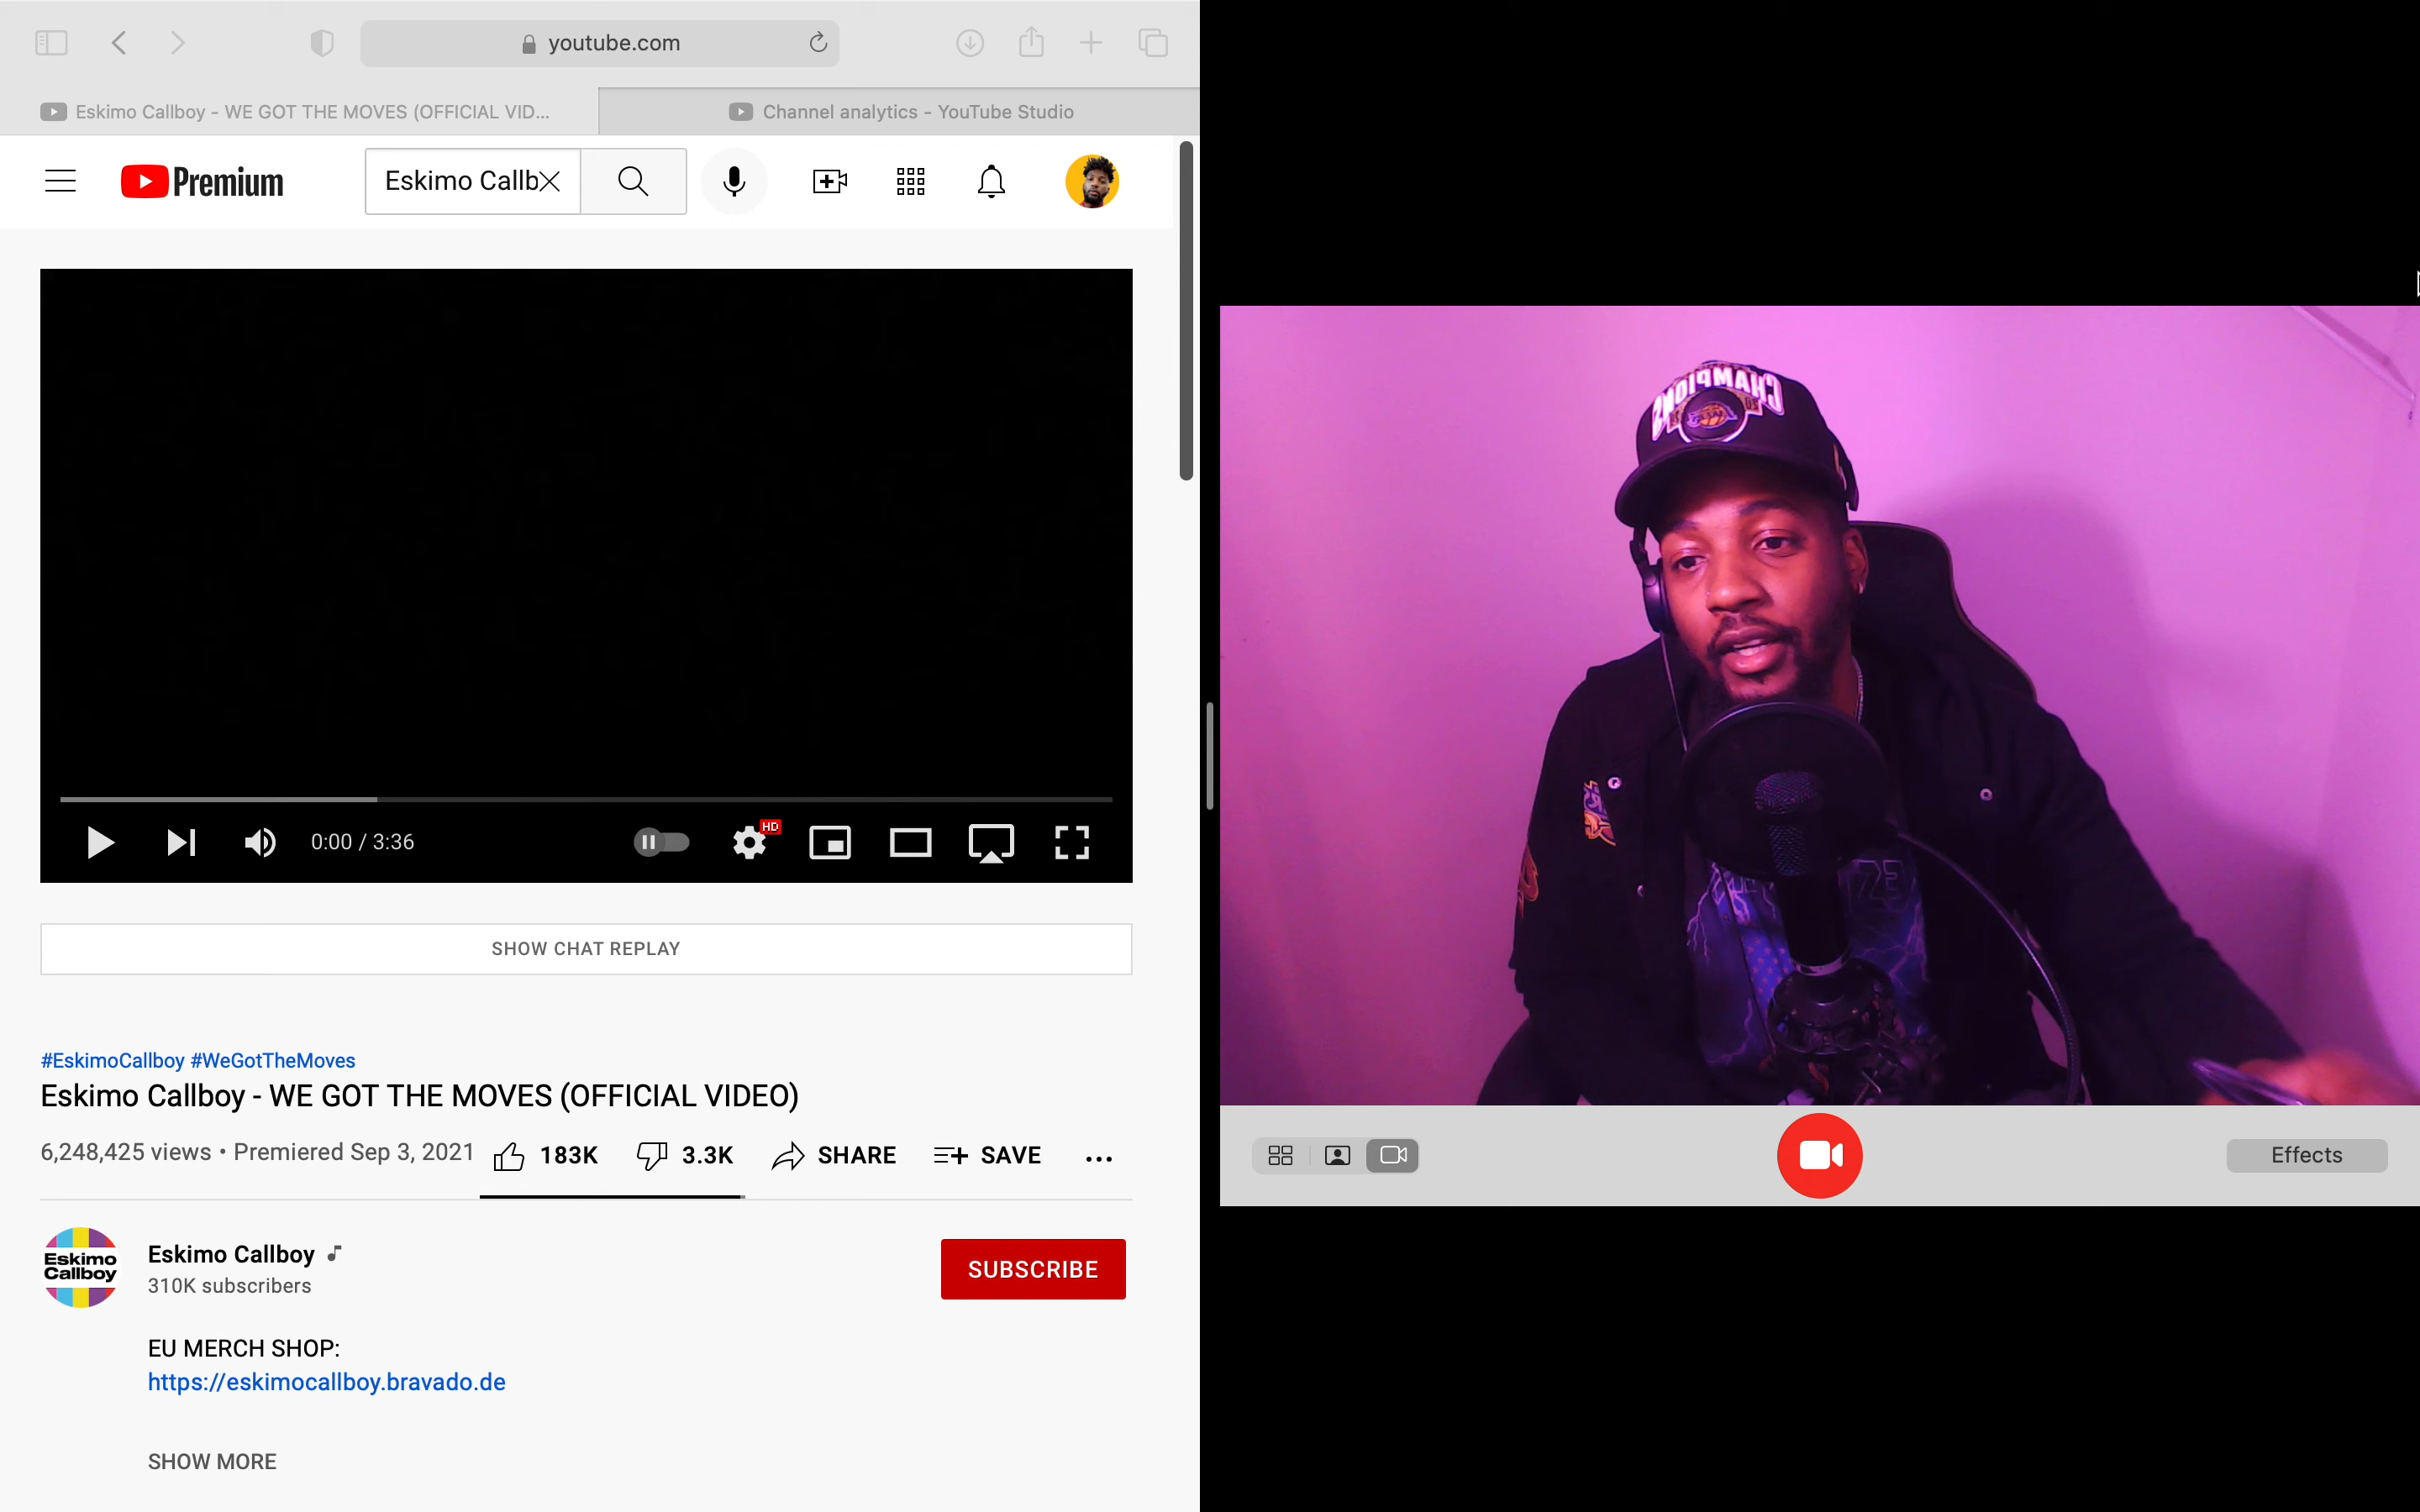 youtube.com
Eskimo Callboy - WE GOT THE MOVES (OFFICIAL VID...
Channel analytics - YouTube Studio
Premium
Eskimo Callb
0:00 / 3:36
HD
SHOW CHAT REPLAY
#EskimoCallboy #WeGotTheMoves
Eskimo Callboy - WE GOT THE MOVES (OFFICIAL VIDEO)
6,248,425 views • Premiered Sep 3, 2021
183K
3.3K
SHARE
SAVE
Eskimo
Callboy
Eskimo Callboy
310K subscribers
SUBSCRIBE
EU MERCH SHOP:
https://eskimocallboy.bravado.de
SHOW MORE
CHAMPIONS
23
Effects